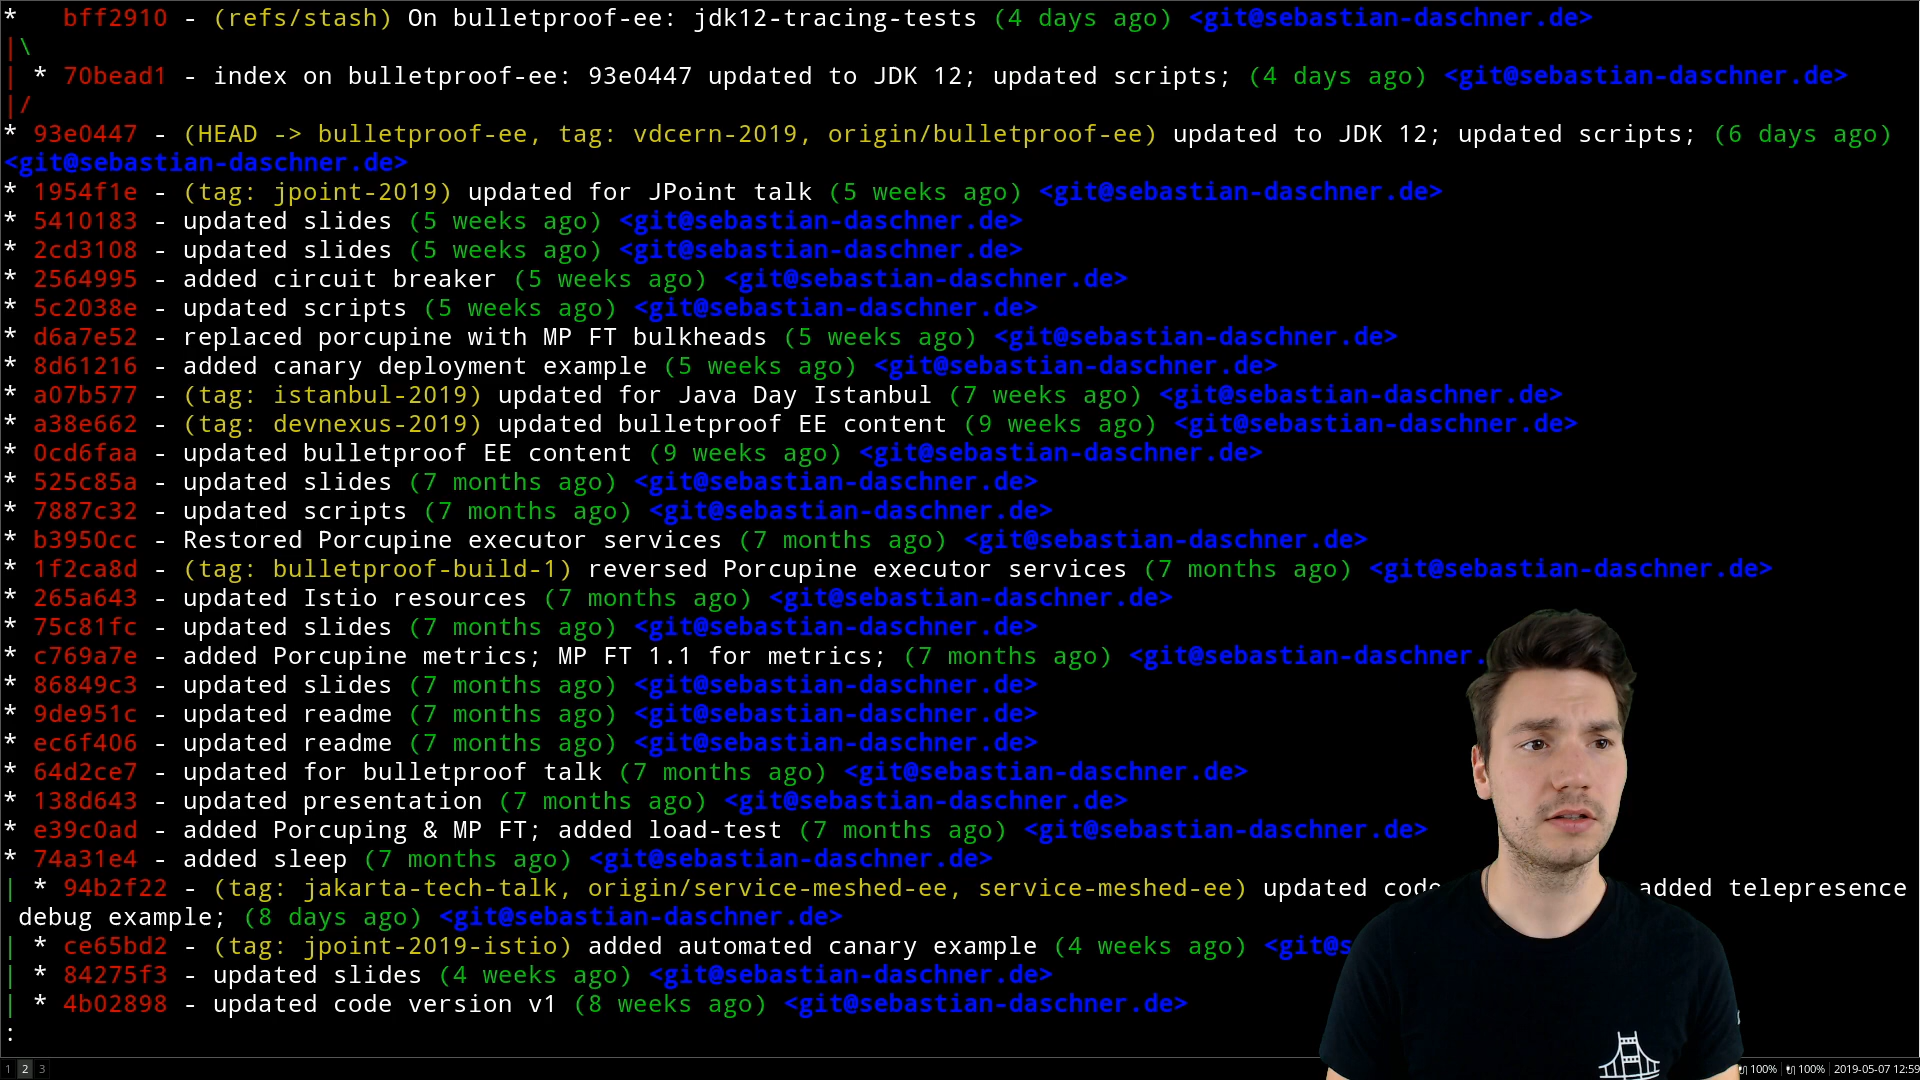 *   bff2910 - (refs/stash) On bulletproof-ee: jdk12-tracing-tests (4 days ago) <git@sebastian-daschner.de>
|\
| * 70bead1 - index on bulletproof-ee: 93e0447 updated to JDK 12; updated scripts; (4 days ago) <git@sebastian-daschner.de>
|/
* 93e0447 - (HEAD -> bulletproof-ee, tag: vdcern-2019, origin/bulletproof-ee) updated to JDK 12; updated scripts; (6 days ago)
<git@sebastian-daschner.de>
* 1954f1e - (tag: jpoint-2019) updated for JPoint talk (5 weeks ago) <git@sebastian-daschner.de>
* 5410183 - updated slides (5 weeks ago) <git@sebastian-daschner.de>
* 2cd3108 - updated slides (5 weeks ago) <git@sebastian-daschner.de>
* 2564995 - added circuit breaker (5 weeks ago) <git@sebastian-daschner.de>
* 5c2038e - updated scripts (5 weeks ago) <git@sebastian-daschner.de>
* d6a7e52 - replaced porcupine with MP FT bulkheads (5 weeks ago) <git@sebastian-daschner.de>
* 8d61216 - added canary deployment example (5 weeks ago) <git@sebastian-daschner.de>
* a07b577 - (tag: istanbul-2019) updated for Java Day Istanbul (7 weeks ago) <git@sebastian-daschner.de>
* a38e662 - (tag: devnexus-2019) updated bulletproof EE content (9 weeks ago) <git@sebastian-daschner.de>
* 0cd6faa - updated bulletproof EE content (9 weeks ago) <git@sebastian-daschner.de>
* 525c85a - updated slides (7 months ago) <git@sebastian-daschner.de>
* 7887c32 - updated scripts (7 months ago) <git@sebastian-daschner.de>
* b3950cc - Restored Porcupine executor services (7 months ago) <git@sebastian-daschner.de>
* 1f2ca8d - (tag: bulletproof-build-1) reversed Porcupine executor services (7 months ago) <git@sebastian-daschner.de>
* 265a643 - updated Istio resources (7 months ago) <git@sebastian-daschner.de>
* 75c81fc - updated slides (7 months ago) <git@sebastian-daschner.de>
* c769a7e - added Porcupine metrics; MP FT 1.1 for metrics; (7 months ago) <git@sebastian-daschner.
* 86849c3 - updated slides (7 months ago) <git@sebastian-daschner.de>
* 9de951c - updated readme (7 months ago) <git@sebastian-daschner.de>
* ec6f406 - updated readme (7 months ago) <git@sebastian-daschner.de>
* 64d2ce7 - updated for bulletproof talk (7 months ago) <git@sebastian-daschner.de>
* 138d643 - updated presentation (7 months ago) <git@sebastian-daschner.de>
* e39c0ad - added Porcuping & MP FT; added load-test (7 months ago) <git@sebastian-daschner.de>
* 74a31e4 - added sleep (7 months ago) <git@sebastian-daschner.de>
| * 94b2f22 - (tag: jakarta-tech-talk, origin/service-meshed-ee, service-meshed-ee) updated code added telepresence
debug example; (8 days ago) <git@sebastian-daschner.de>
| * ce65bd2 - (tag: jpoint-2019-istio) added automated canary example (4 weeks ago) <git@s
| * 84275f3 - updated slides (4 weeks ago) <git@sebastian-daschner.de>
| * 4b02898 - updated code version v1 (8 weeks ago) <git@sebastian-daschner.de>
:
1 2 3 100% 100% 2019-05-07 12:59